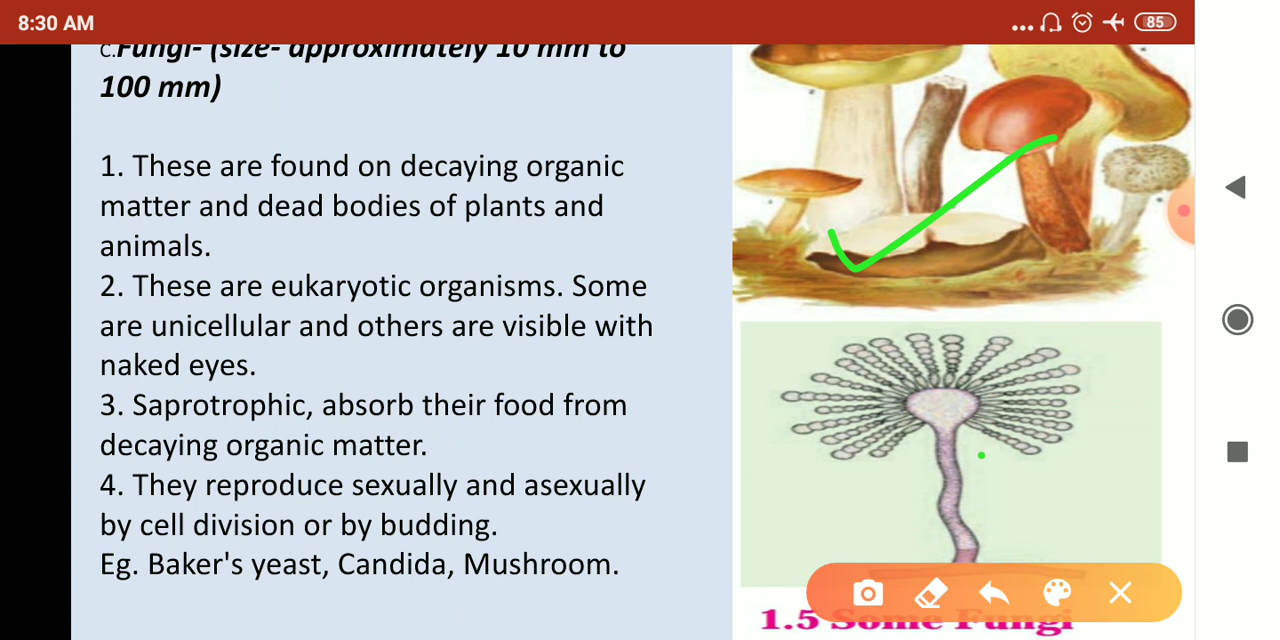 8:30 AM
85
C.Fungi- (size- approximately 10 mm to
100 mm)
1. These are found on decaying organic
matter and dead bodies of plants and
animals.
2. These are eukaryotic organisms. Some
are unicellular and others are visible with
naked eyes.
3. Saprotrophic, absorb their food from
decaying organic matter.
4. They reproduce sexually and asexually
by cell division or by budding.
Eg. Baker's yeast, Candida, Mushroom.
1.5 Some Fungi